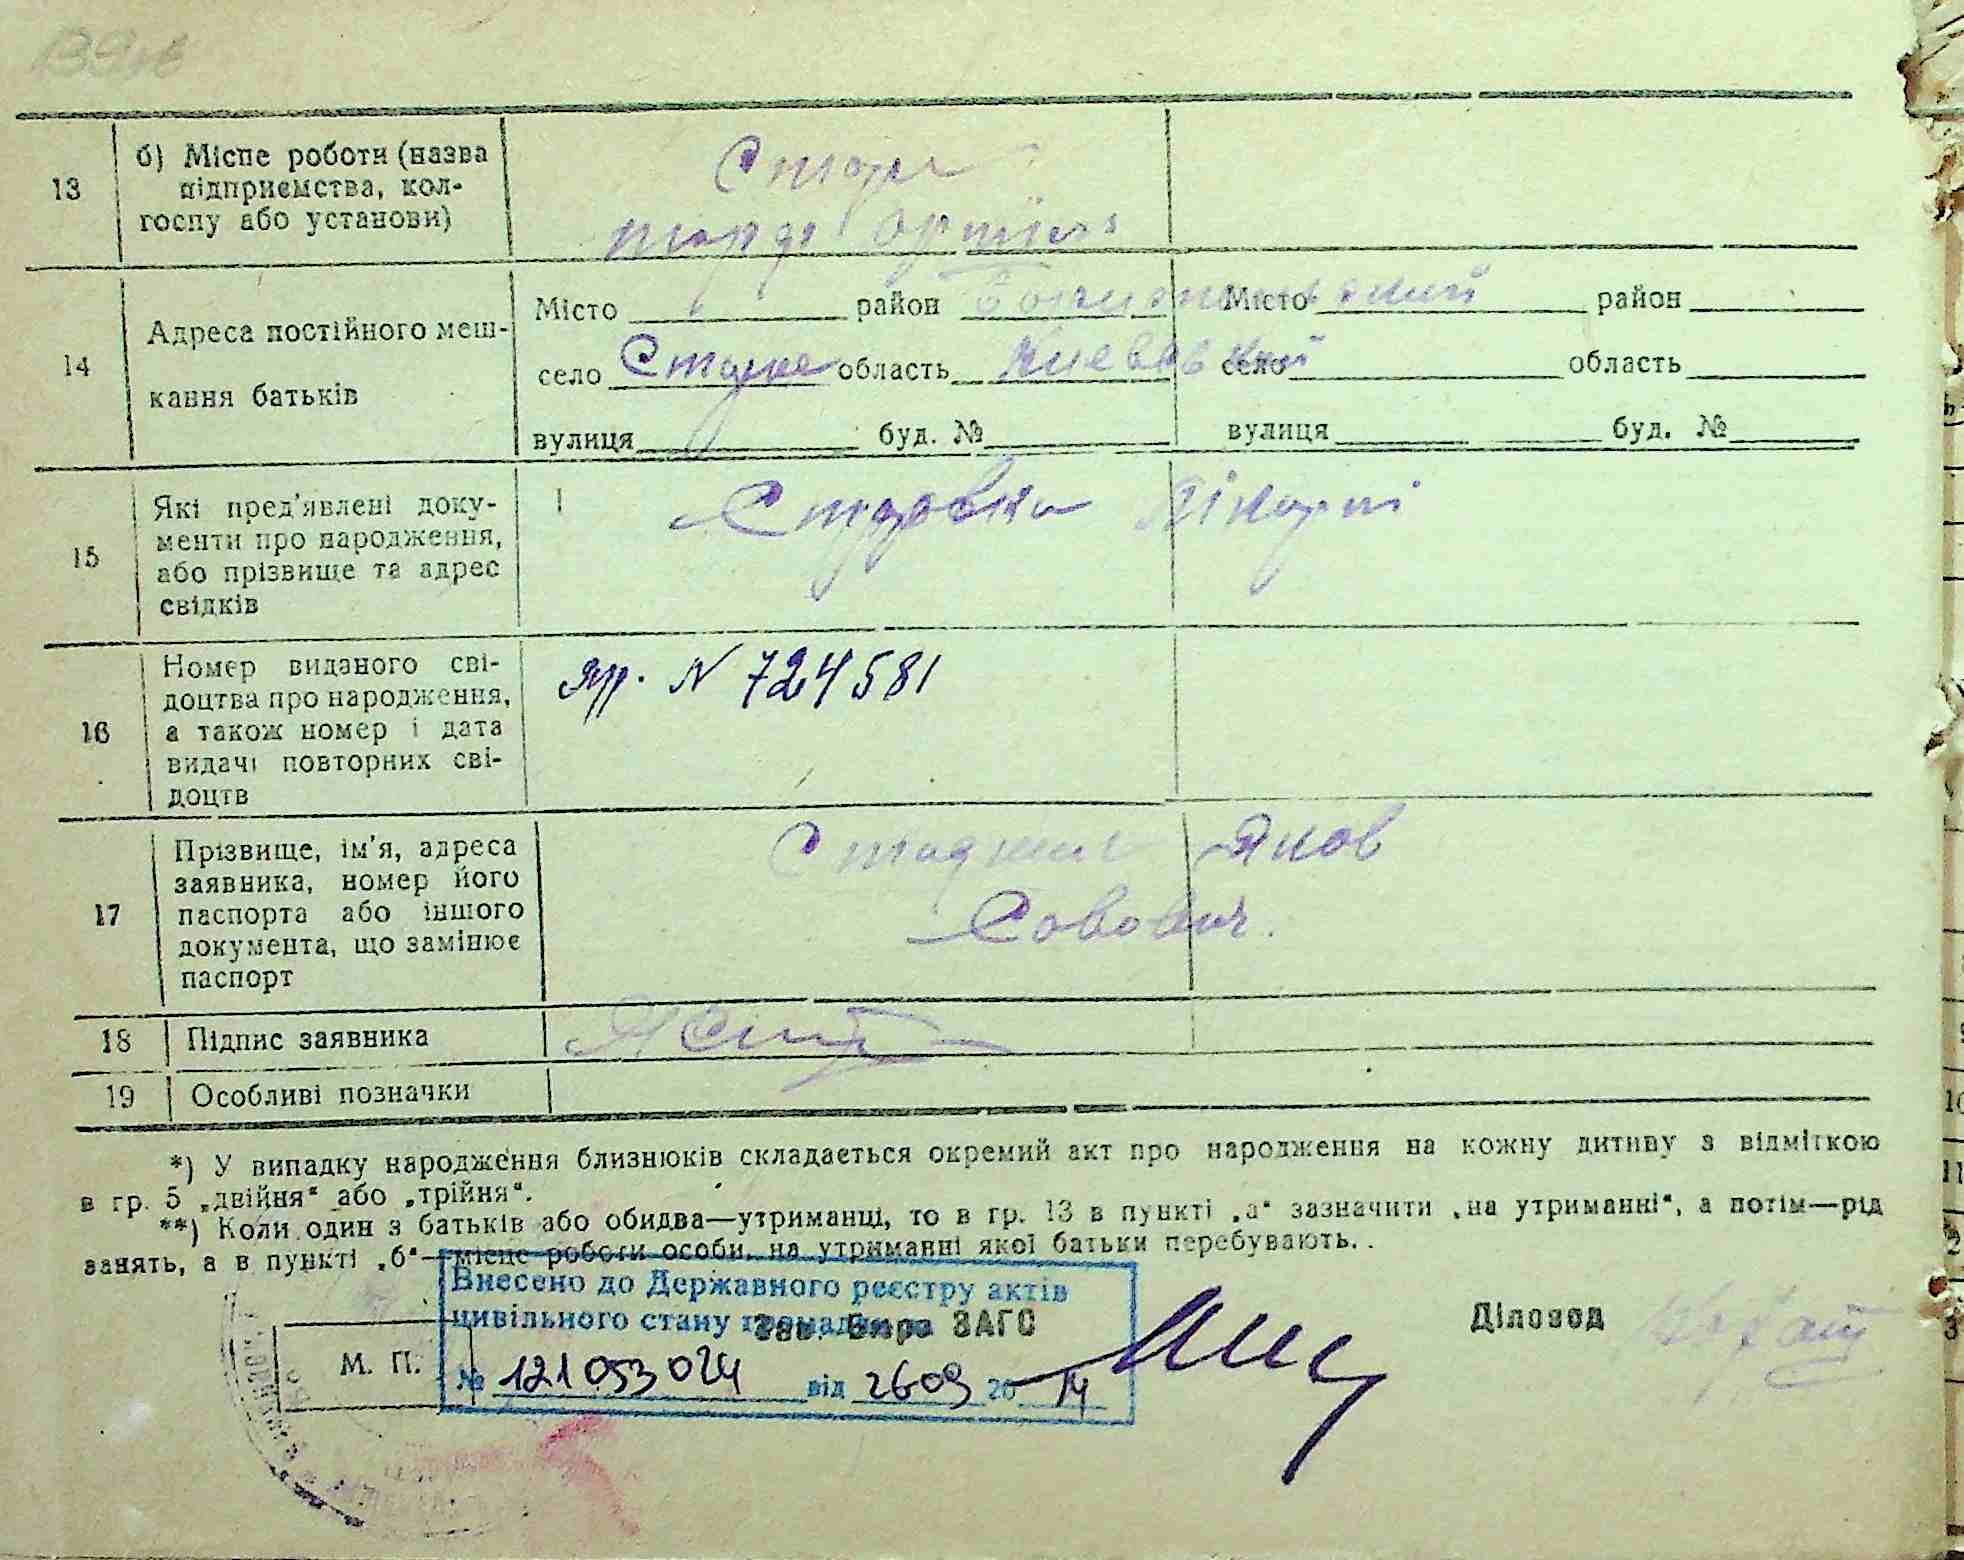 13
б) Місце роботи (назва
підприємства, кол-
госпу або установи)
14
Адреса постійного меш-
кання батьків
Місто район Місто район
село область Киевский село область
вулиця буд. № вулиця буд. №
15
Які пред'явлені доку-
менти про народження,
або прізвище та адрес
свідків
16
Номер виданого сві-
доцтва про народження,
а також номер і дата
видачі повторних сві-
доцтв
N 724581
17
Прізвище, ім'я, адреса
заявника, номер його
паспорта або іншого
документа, що замінює
паспорт
Яков
18 Підпис заявника
19 Особливі позначки
*) У випадку народження близнюків складається окремий акт про народження на кожну дитину з відміткою
в гр. 5 „двійня“ або „трійня“.
**) Коли один з батьків або обидва—утриманці, то в гр. 13 в пункті „а“ зазначити „на утриманні“, а потім—рід
занять, а в пункті „б“—місце роботи особи, на утриманні якої батьки перебувають.
Внесено до Державного реєстру актів
цивільного стану громадян за
Зав. Бюро ЗАГС
Діловод
М. П.
№ 121053024 від 2609 20 14